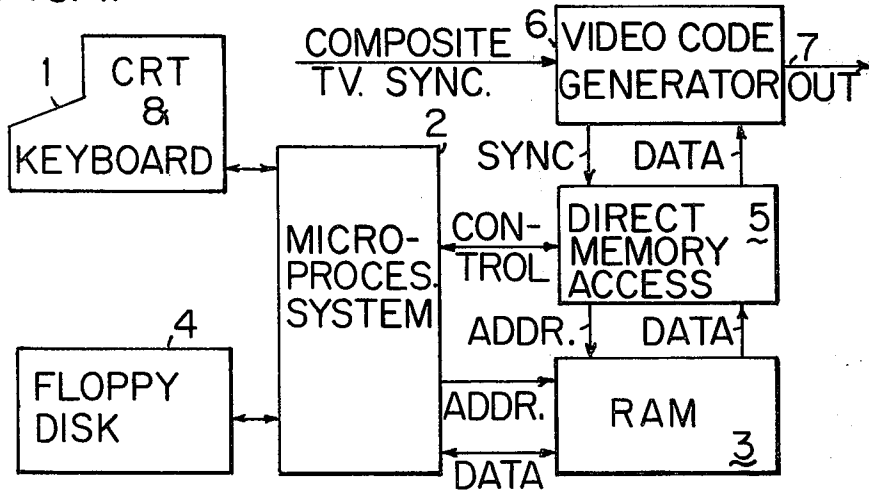 1
CRT
&
KEYBOARD
COMPOSITE
TV. SYNC.
6
VIDEO CODE
GENERATOR
7
OUT
2
SYNC
DATA
MICRO-
PROCES.
SYSTEM
CON-
TROL
DIRECT
MEMORY
ACCESS
5
ADDR.
DATA
4
FLOPPY
DISK
ADDR.
DATA
RAM
3